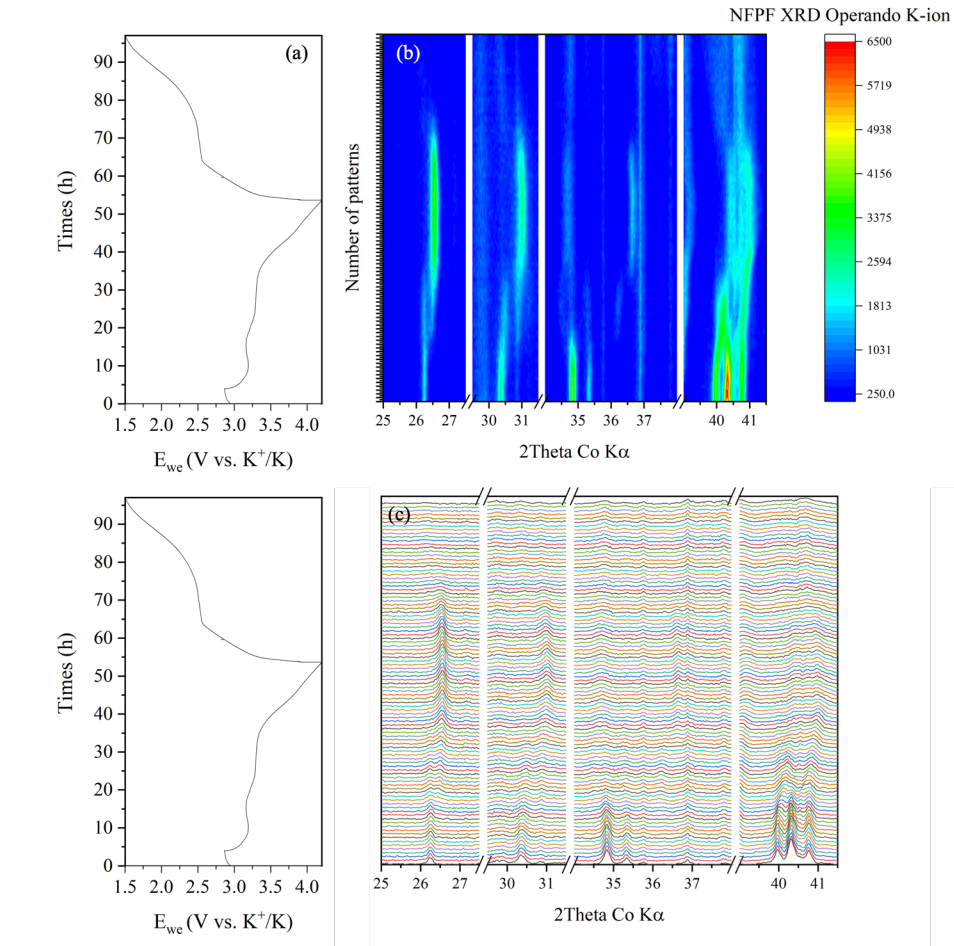 NFPF XRD Operando K-ion
(a)
(b)
90
80
70
60
50
40
30
20
10
0
Times (h)
1.5 2.0 2.5 3.0 3.5 4.0
E_we (V vs. K⁺/K)
Number of patterns
25 26 27 30 31 35 36 37 40 41
2Theta Co Kα
6500
5719
4938
4156
3375
2594
1813
1031
250.0
(c)
90
80
70
60
50
40
30
20
10
0
Times (h)
1.5 2.0 2.5 3.0 3.5 4.0
E_we (V vs. K⁺/K)
25 26 27 30 31 35 36 37 40 41
2Theta Co Kα